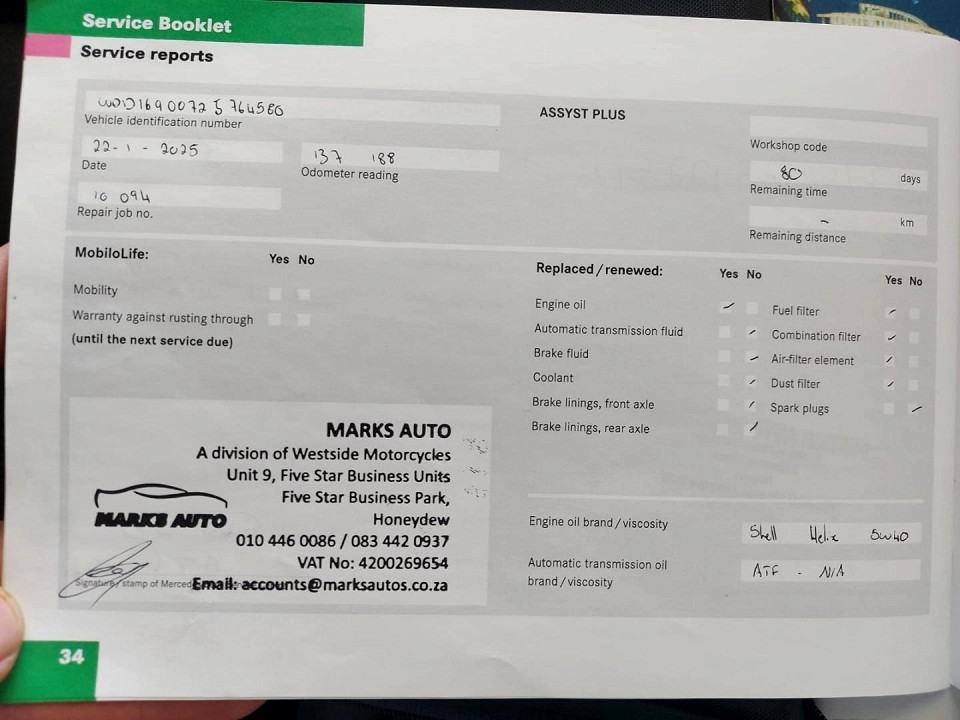 Service Booklet
Service reports
WDD1690072J764580
Vehicle identification number
22-1-2025
Date
137 188
Odometer reading
10 094
Repair job no.
ASSYST PLUS
Workshop code
80 days
Remaining time
- km
Remaining distance
MobiloLife:
Yes No
Mobility
Warranty against rusting through
(until the next service due)
Replaced/renewed:
Yes No
Engine oil
Automatic transmission fluid
Brake fluid
Coolant
Brake linings, front axle
Brake linings, rear axle
Yes No
Fuel filter
Combination filter
Air-filter element
Dust filter
Spark plugs
MARKS AUTO
A division of Westside Motorcycles
Unit 9, Five Star Business Units
Five Star Business Park,
Honeydew
010 446 0086 / 083 442 0937
VAT No: 4200269654
Email: accounts@marksautos.co.za
MARKS AUTO
Signature/stamp of Merced
Engine oil brand/viscosity
Shell Helix 5W40
Automatic transmission oil
brand/viscosity
ATF - N/A
34